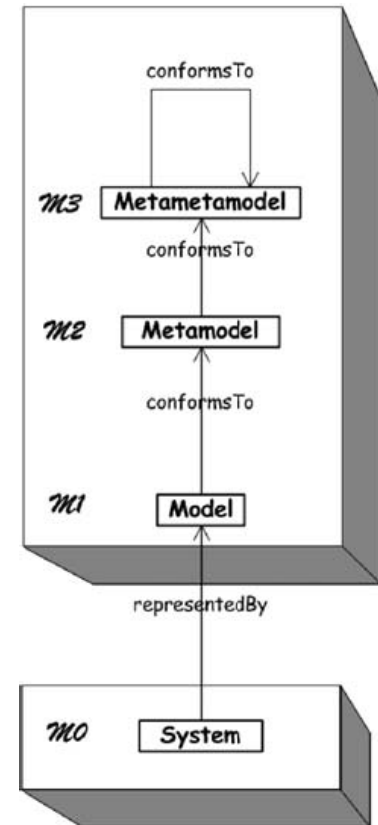 conformsTo
M3 Metametamodel
conformsTo
M2 Metamodel
conformsTo
M1 Model
representedBy
M0 System